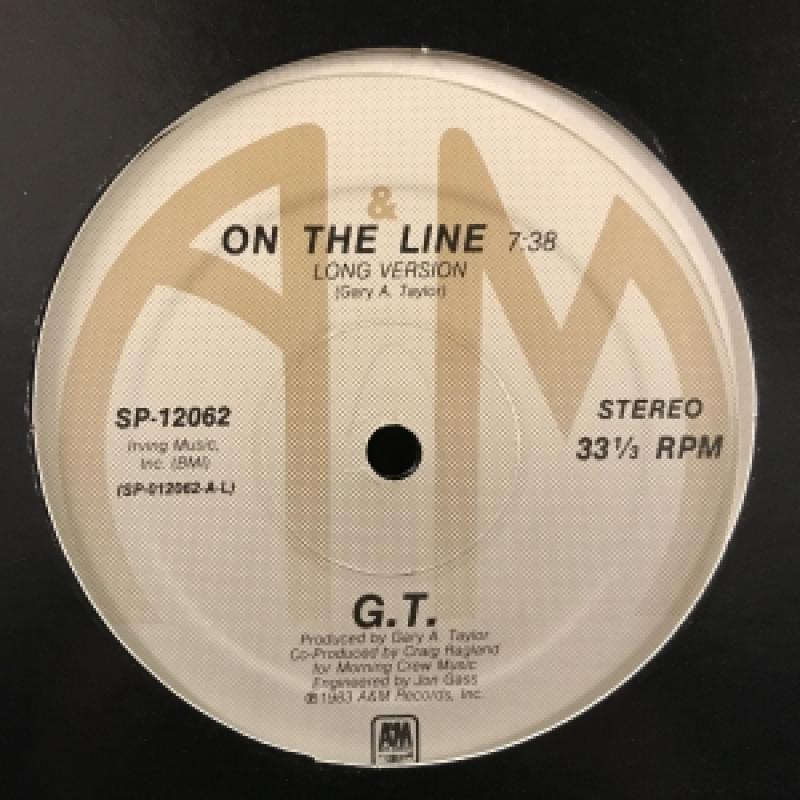 A & M
ON THE LINE 7:38
LONG VERSION
(Gary A. Taylor)
SP-12062
Irving Music,
Inc. (BMI)
(SP-012062-A-L)
STEREO
33 1/3 RPM
G.T.
Produced by Gary A. Taylor
Co-Produced by Craig Ragland
for Morning Crew Music
Engineered by Jon Gass
℗1983 A&M Records, Inc.
A&M